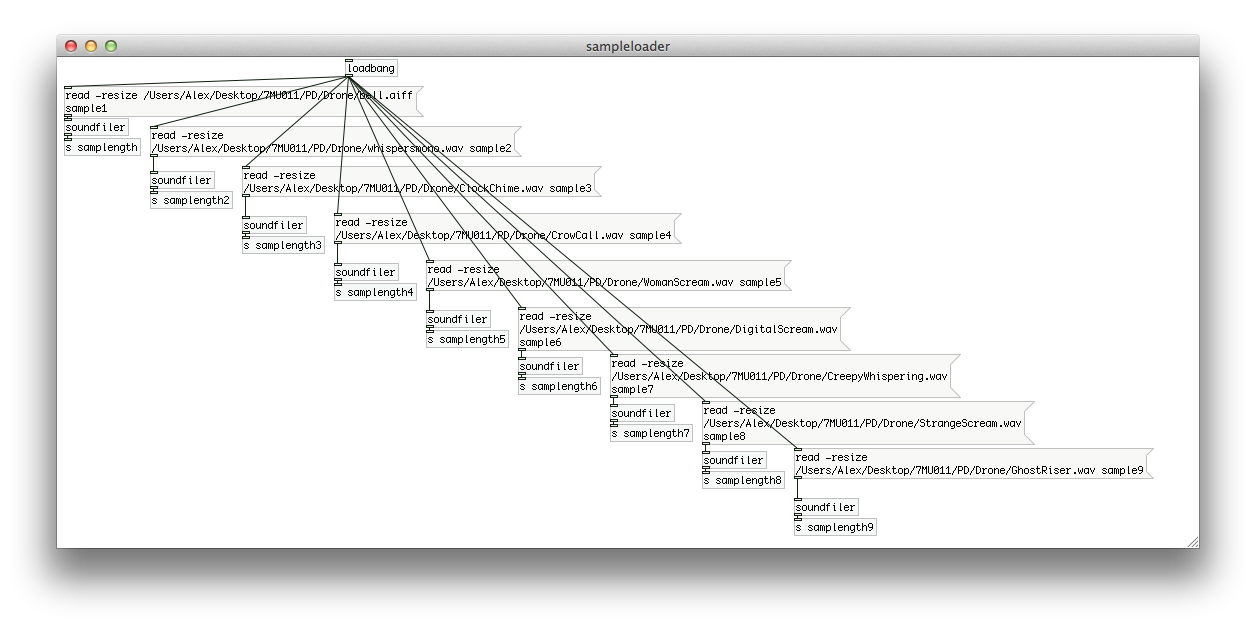 sampleloader
loadbang
read -resize /Users/Alex/Desktop/7MU011/PD/Drone/bell.aiff
sample1
soundfiler
s samplength
read -resize
/Users/Alex/Desktop/7MU011/PD/Drone/whispersmono.wav sample2
soundfiler
s samplength2
read -resize
/Users/Alex/Desktop/7MU011/PD/Drone/ClockChime.wav sample3
soundfiler
s samplength3
read -resize
/Users/Alex/Desktop/7MU011/PD/Drone/CrowCall.wav sample4
soundfiler
s samplength4
read -resize
/Users/Alex/Desktop/7MU011/PD/Drone/WomanScream.wav sample5
soundfiler
s samplength5
read -resize
/Users/Alex/Desktop/7MU011/PD/Drone/DigitalScream.wav
sample6
soundfiler
s samplength6
read -resize
/Users/Alex/Desktop/7MU011/PD/Drone/CreepyWhispering.wav
sample7
soundfiler
s samplength7
read -resize
/Users/Alex/Desktop/7MU011/PD/Drone/StrangeScream.wav
sample8
soundfiler
s samplength8
read -resize
/Users/Alex/Desktop/7MU011/PD/Drone/GhostRiser.wav sample9
soundfiler
s samplength9